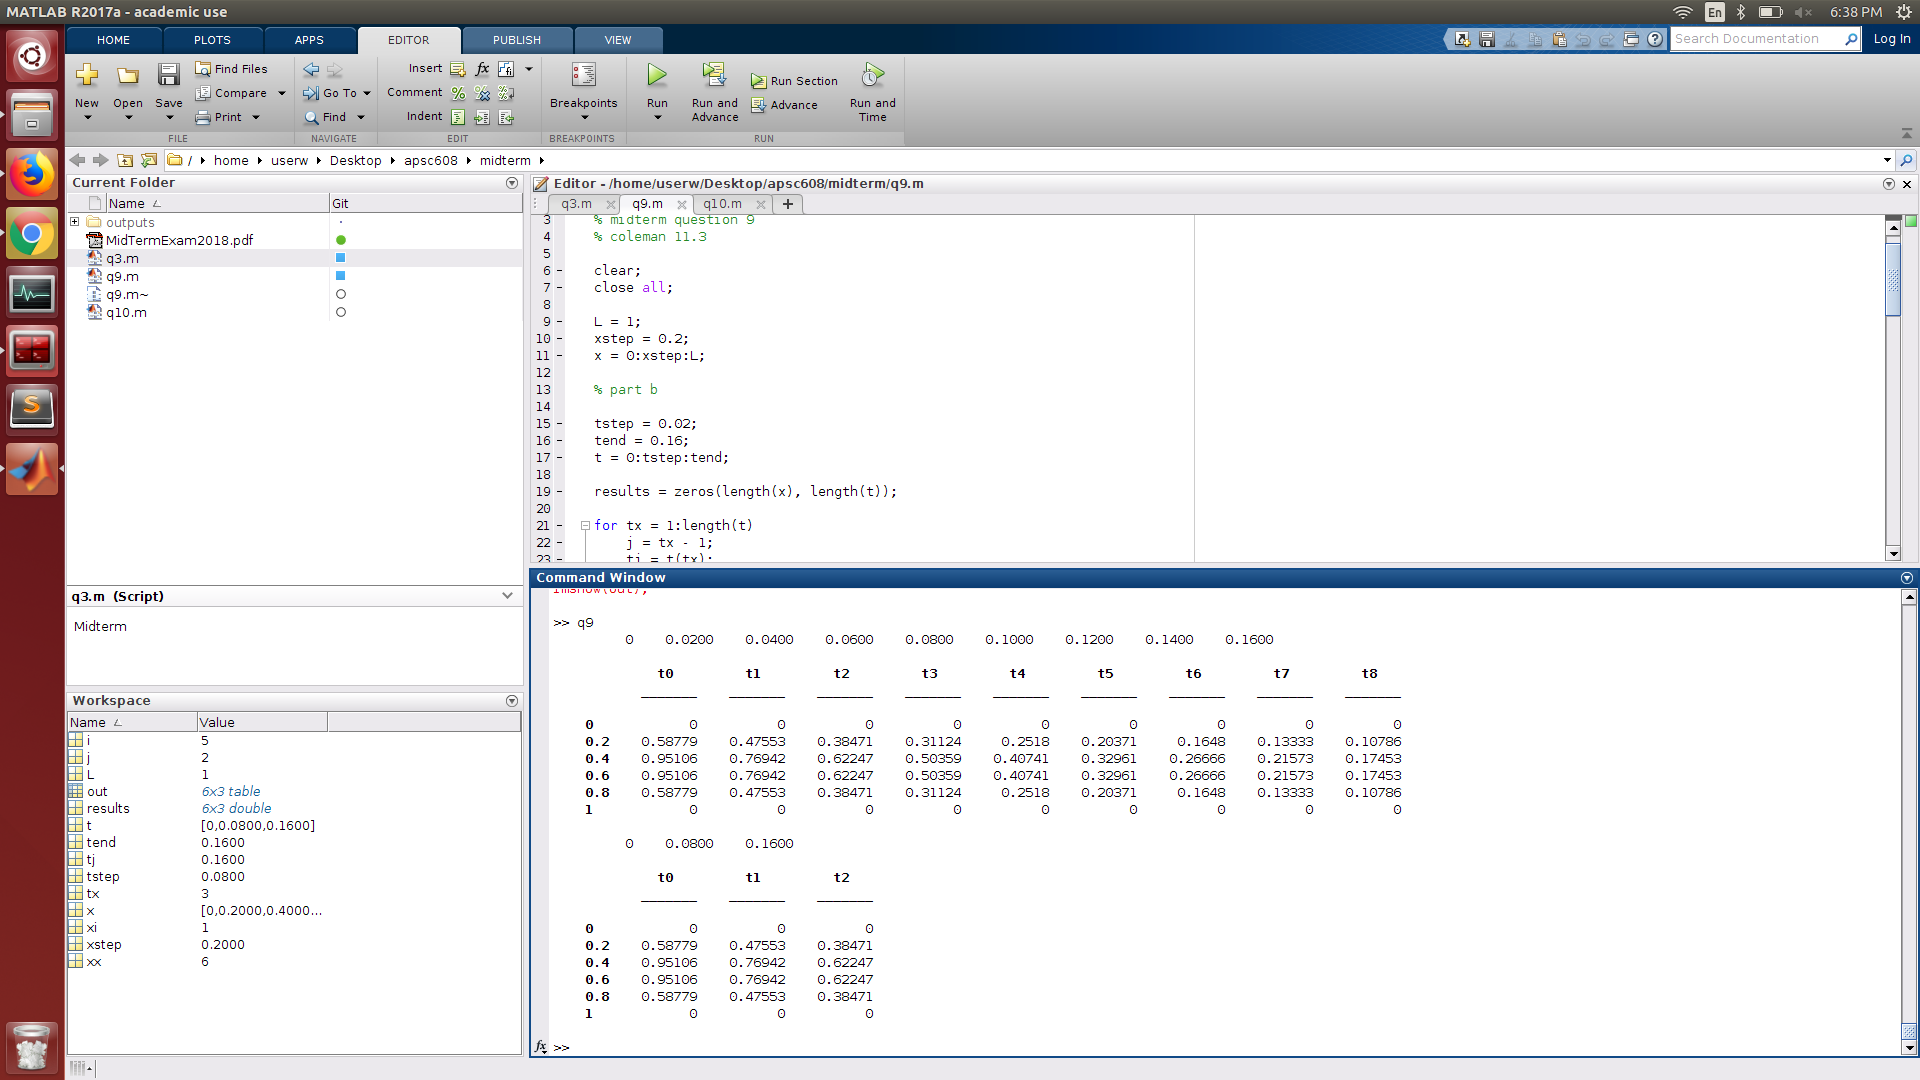 MATLAB R2017a - academic use
En
6:38 PM
HOME PLOTS APPS EDITOR PUBLISH VIEW
Search Documentation
Log In
New Open Save
Find Files
Compare
Print
FILE
Go To
Find
NAVIGATE
Insert fx
Comment
Indent
EDIT
Breakpoints
BREAKPOINTS
Run
Run and Advance
Run Section
Advance
Run and Time
RUN
/ home userw Desktop apsc608 midterm
Current Folder
Name Git
outputs
MidTermExam2018.pdf
q3.m
q9.m
q9.m~
q10.m
q3.m (Script)
Midterm
Workspace
Name Value
i 5
j 2
L 1
out 6x3 table
results 6x3 double
t [0,0.0800,0.1600]
tend 0.1600
tj 0.1600
tstep 0.0800
tx 3
x [0,0.2000,0.4000...
xi 1
xstep 0.2000
xx 6
Editor - /home/userw/Desktop/apsc608/midterm/q9.m
q3.m q9.m q10.m
3 % midterm question 9
4 % coleman 11.3
5
6 - clear;
7 - close all;
8
9 - L = 1;
10 - xstep = 0.2;
11 - x = 0:xstep:L;
12
13 % part b
14
15 - tstep = 0.02;
16 - tend = 0.16;
17 - t = 0:tstep:tend;
18
19 - results = zeros(length(x), length(t));
20
21 - for tx = 1:length(t)
22 - j = tx - 1;
23 - tj = t(tx);
Command Window
imshow(out);
>> q9
0 0.0200 0.0400 0.0600 0.0800 0.1000 0.1200 0.1400 0.1600
t0 t1 t2 t3 t4 t5 t6 t7 t8
0 0 0 0 0 0 0 0 0 0
0.2 0.58779 0.47553 0.38471 0.31124 0.2518 0.20371 0.1648 0.13333 0.10786
0.4 0.95106 0.76942 0.62247 0.50359 0.40741 0.32961 0.26666 0.21573 0.17453
0.6 0.95106 0.76942 0.62247 0.50359 0.40741 0.32961 0.26666 0.21573 0.17453
0.8 0.58779 0.47553 0.38471 0.31124 0.2518 0.20371 0.1648 0.13333 0.10786
1 0 0 0 0 0 0 0 0 0
0 0.0800 0.1600
t0 t1 t2
0 0 0 0
0.2 0.58779 0.47553 0.38471
0.4 0.95106 0.76942 0.62247
0.6 0.95106 0.76942 0.62247
0.8 0.58779 0.47553 0.38471
1 0 0 0
fx >>